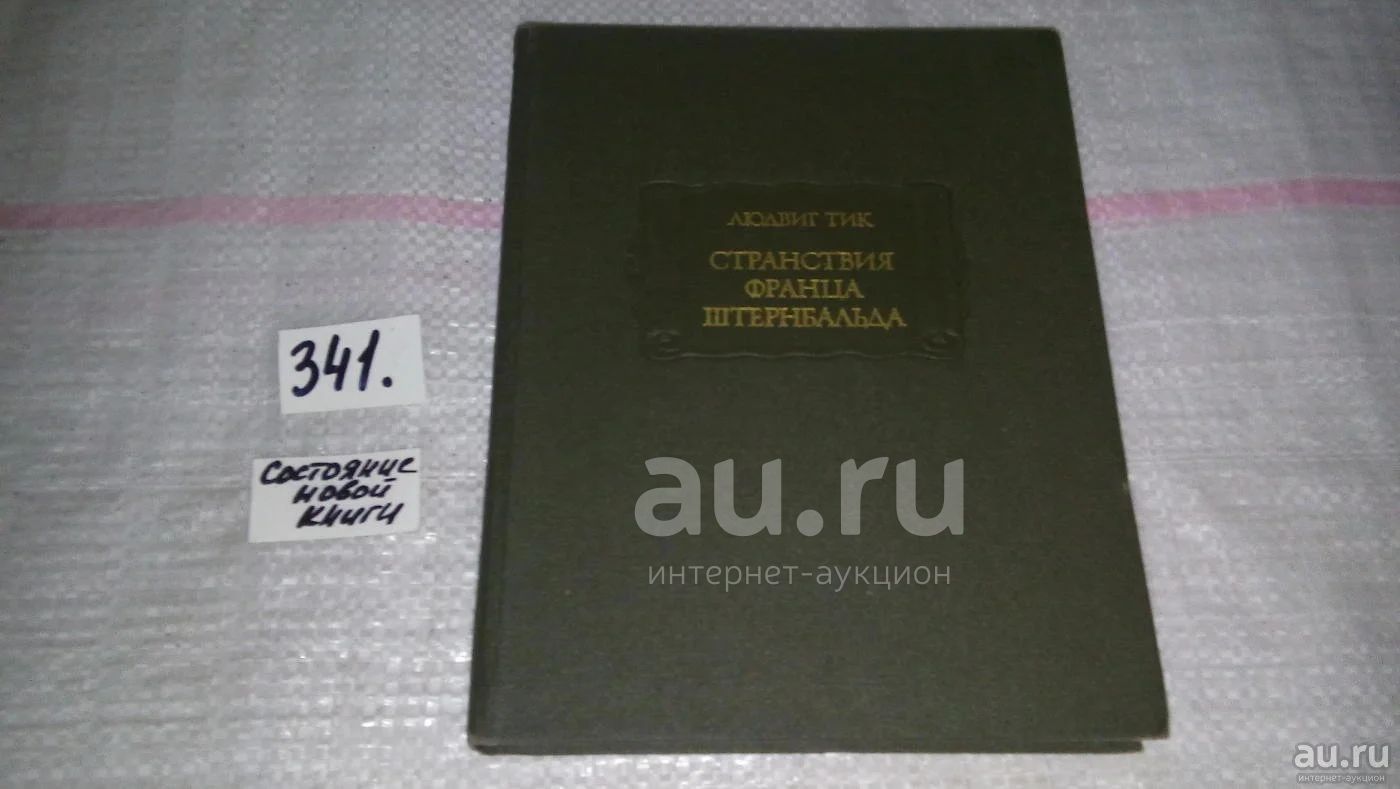 ЛЮДВИГ ТИК
СТРАНСТВИЯ
ФРАНЦА
ШТЕРНБАЛЬДА
341.
Состояние
новой
книги
au.ru
интернет-аукцион
au.ru
интернет-аукцион